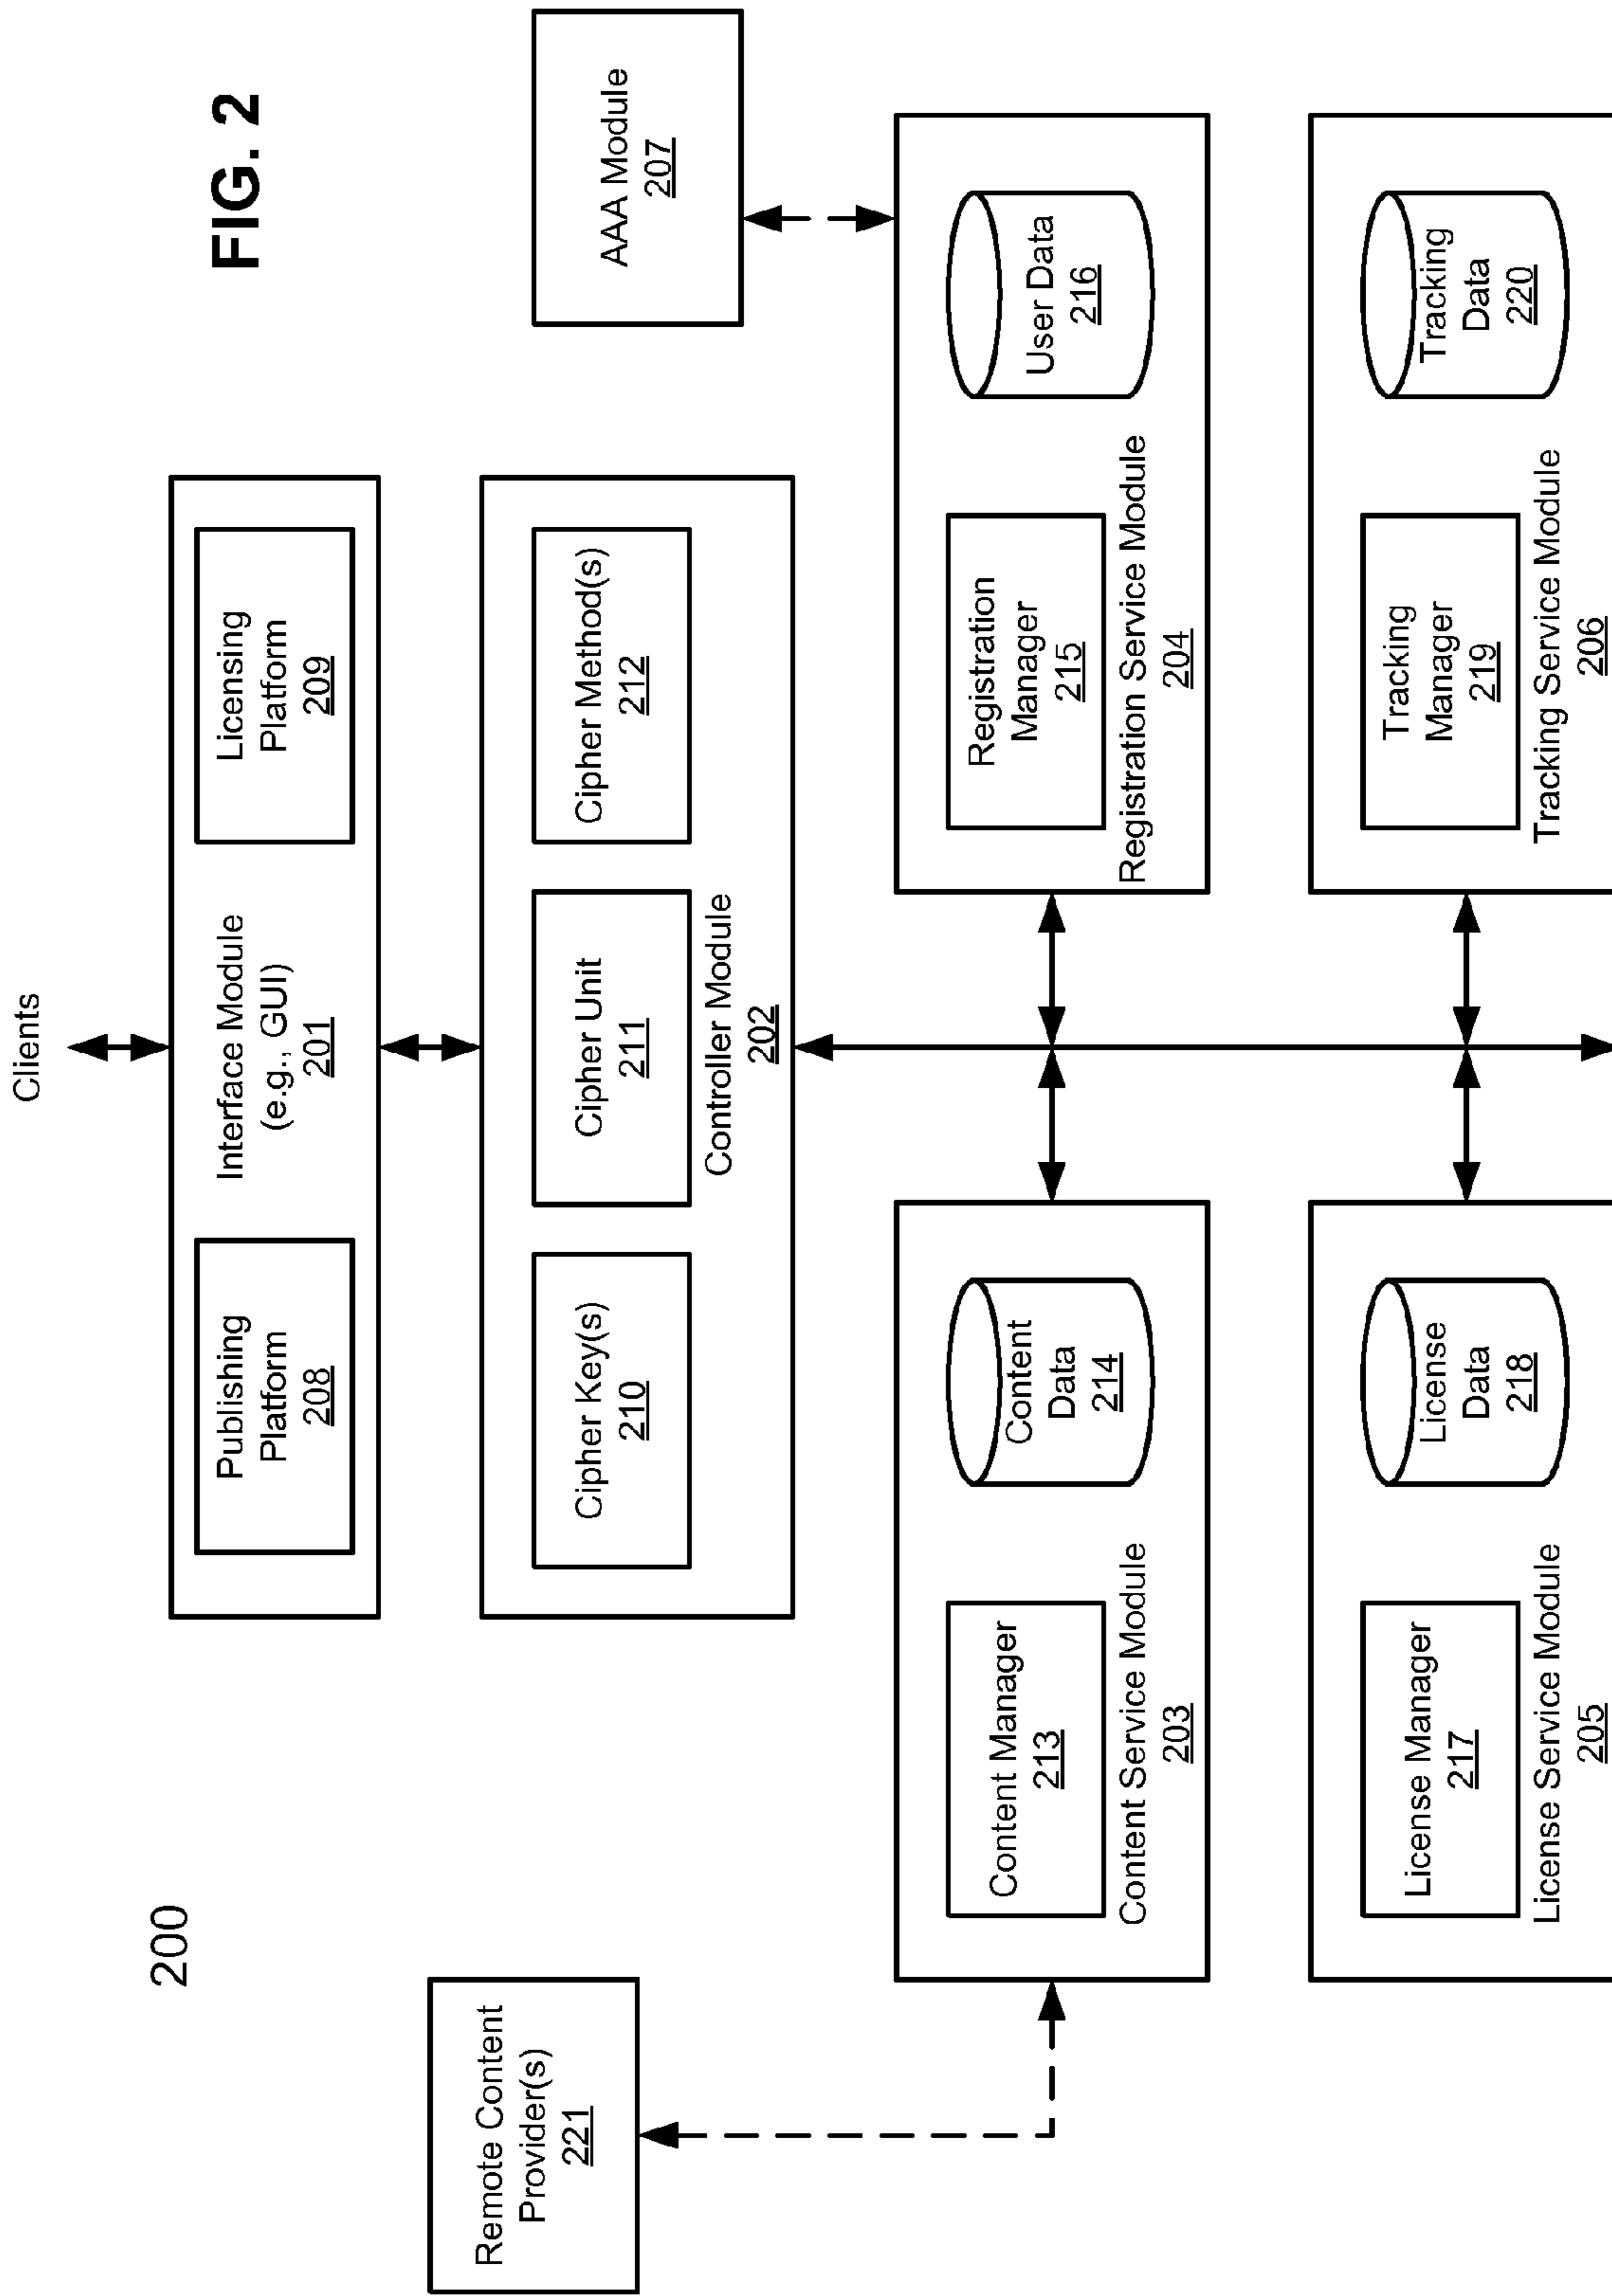 Clients
200
FIG. 2
Publishing
Platform
208
Interface Module
(e.g., GUI)
201
Licensing
Platform
209
Remote Content
Provider(s)
221
Cipher Key(s)
210
Cipher Unit
211
Cipher Method(s)
212
Controller Module
202
AAA Module
207
Content Manager
213
Content
Data
214
Content Service Module
203
Registration
Manager
215
User Data
216
Registration Service Module
204
License Manager
217
License
Data
218
License Service Module
205
Tracking
Manager
219
Tracking
Data
220
Tracking Service Module
206